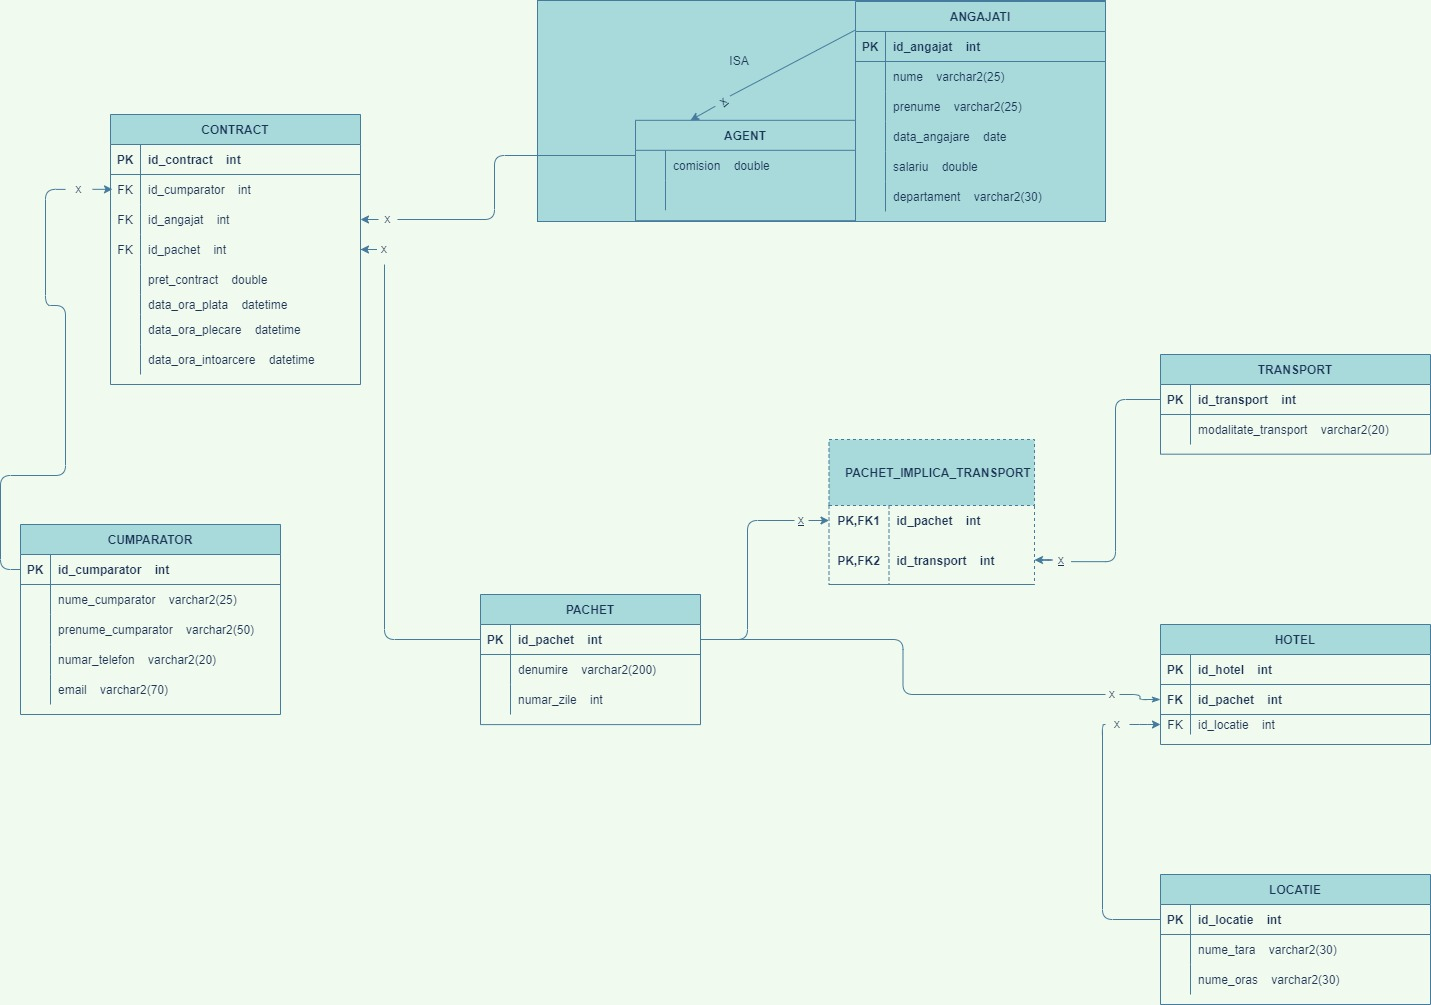 ANGAJATI
PK id_angajat int
nume varchar2(25)
prenume varchar2(25)
data_angajare date
salariu double
departament varchar2(30)
ISA
x
AGENT
comision double
CONTRACT
PK id_contract int
x FK id_cumparator int
FK id_angajat int x
FK id_pachet int x
pret_contract double
data_ora_plata datetime
data_ora_plecare datetime
data_ora_intoarcere datetime
TRANSPORT
PK id_transport int
modalitate_transport varchar2(20)
PACHET_IMPLICA_TRANSPORT
x PK,FK1 id_pachet int
PK,FK2 id_transport int x
CUMPARATOR
PK id_cumparator int
nume_cumparator varchar2(25)
prenume_cumparator varchar2(50)
numar_telefon varchar2(20)
email varchar2(70)
PACHET
PK id_pachet int
denumire varchar2(200)
numar_zile int
HOTEL
PK id_hotel int
x FK id_pachet int
x FK id_locatie int
LOCATIE
PK id_locatie int
nume_tara varchar2(30)
nume_oras varchar2(30)